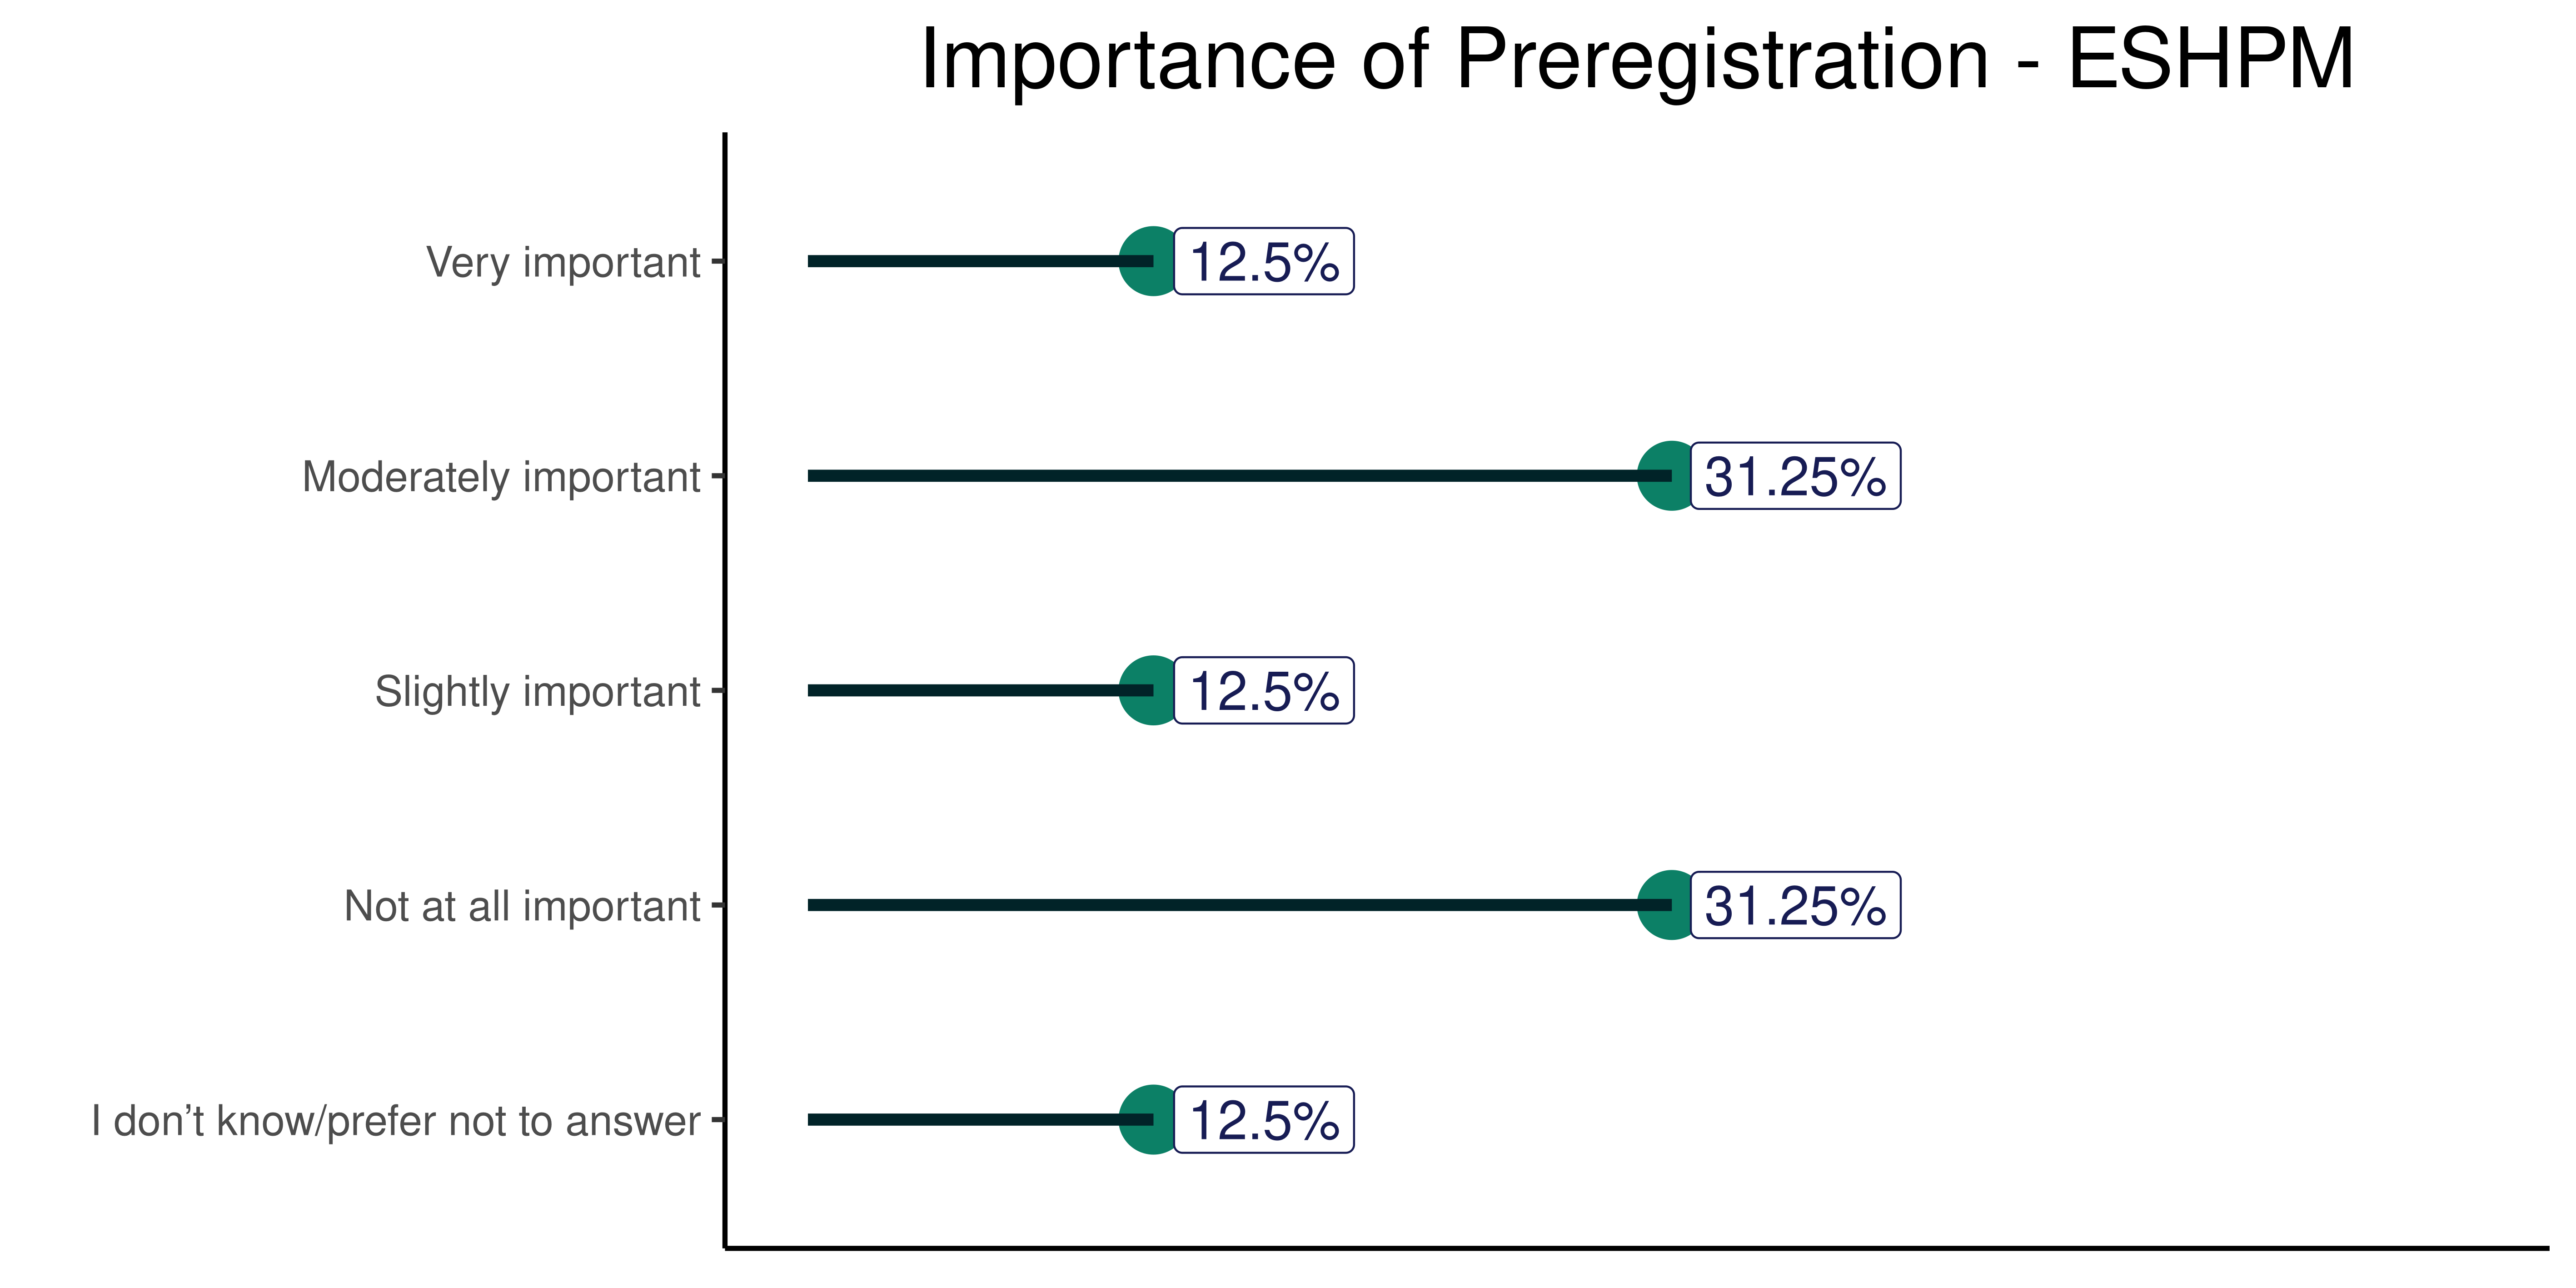 Importance of Preregistration - ESHPM
Very important
12.5%
Moderately important
31.25%
Slightly important
12.5%
Not at all important
31.25%
I don’t know/prefer not to answer
12.5%